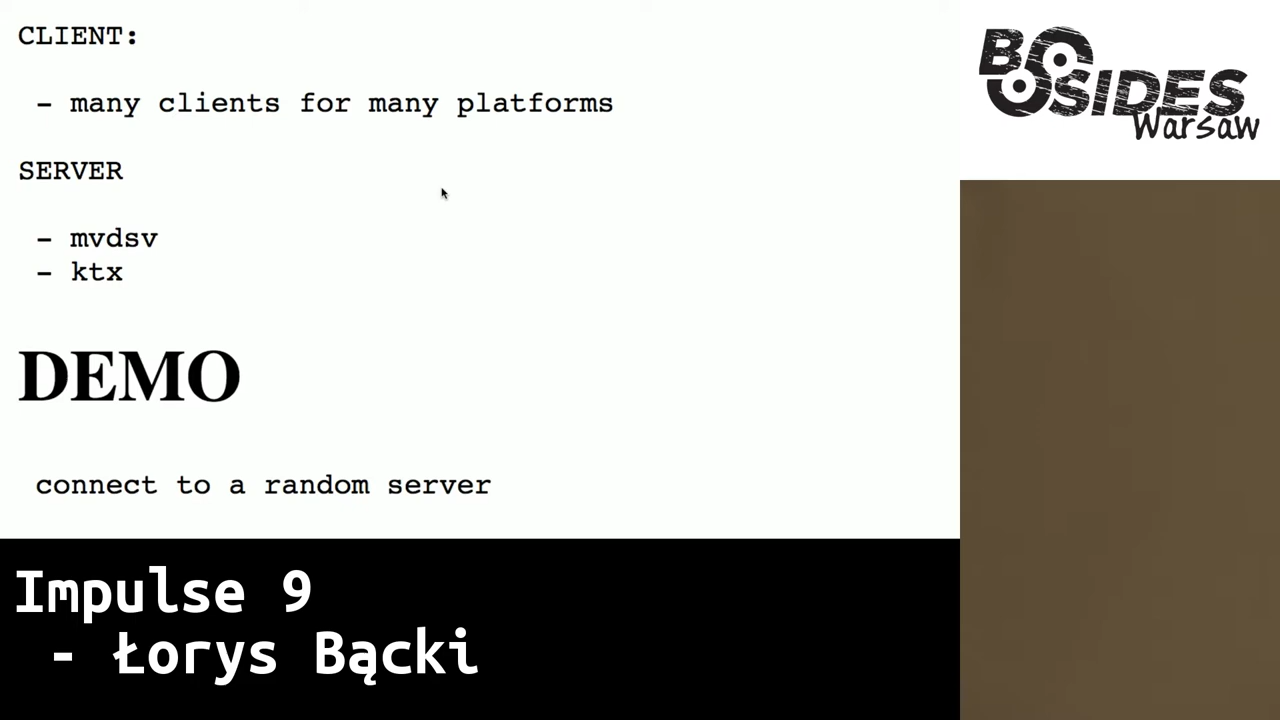 CLIENT:
- many clients for many platforms
SERVER
- mvdsv
- ktx
DEMO
connect to a random server
Impulse 9
- Łorys Bącki
BSIDES
Warsaw